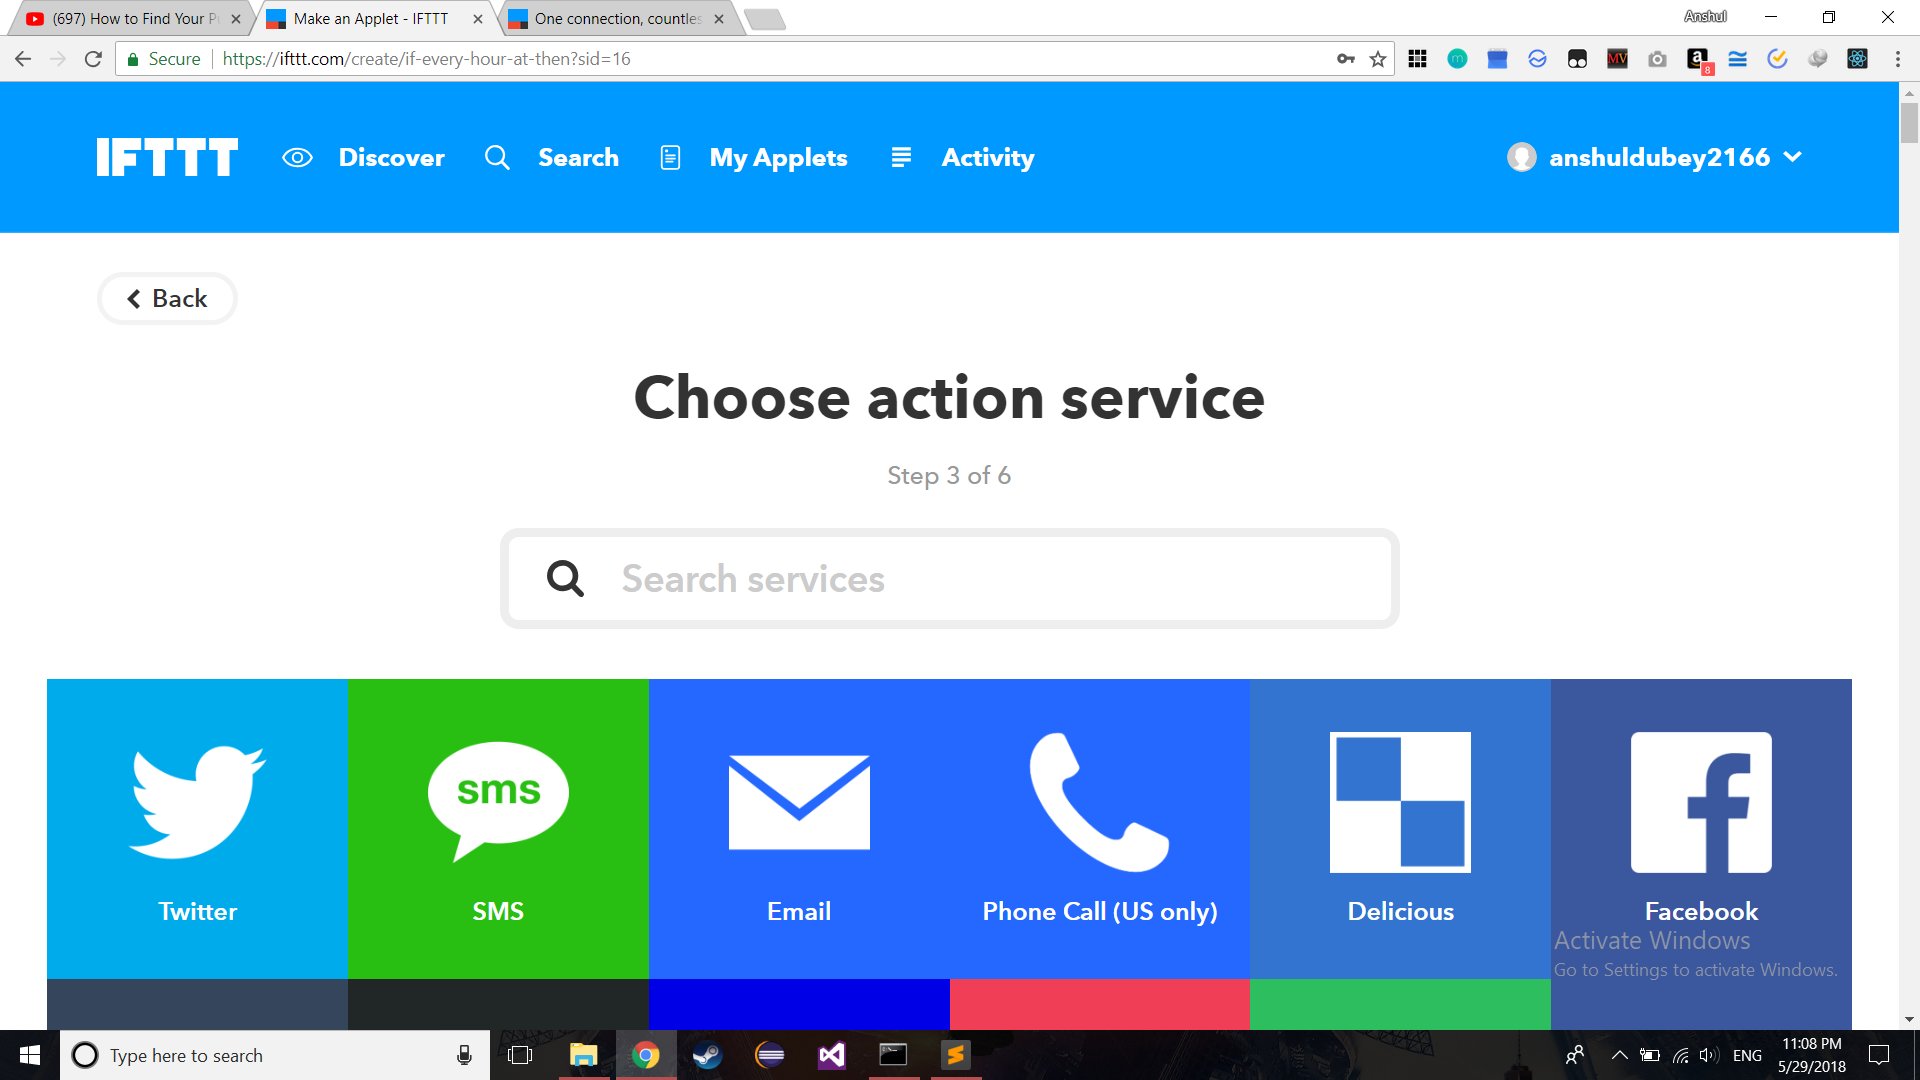 (697) How to Find Your P
Make an Applet - IFTTT
One connection, countles
Anshul
Secure
https://ifttt.com/create/if-every-hour-at-then?sid=16
m
MV
a
8
IFTTT
Discover
Search
My Applets
Activity
anshuldubey2166
Back
Choose action service
Step 3 of 6
Search services
sms
Twitter
SMS
Email
Phone Call (US only)
Delicious
Facebook
Activate Windows
Go to Settings to activate Windows.
Type here to search
ENG
11:08 PM
5/29/2018